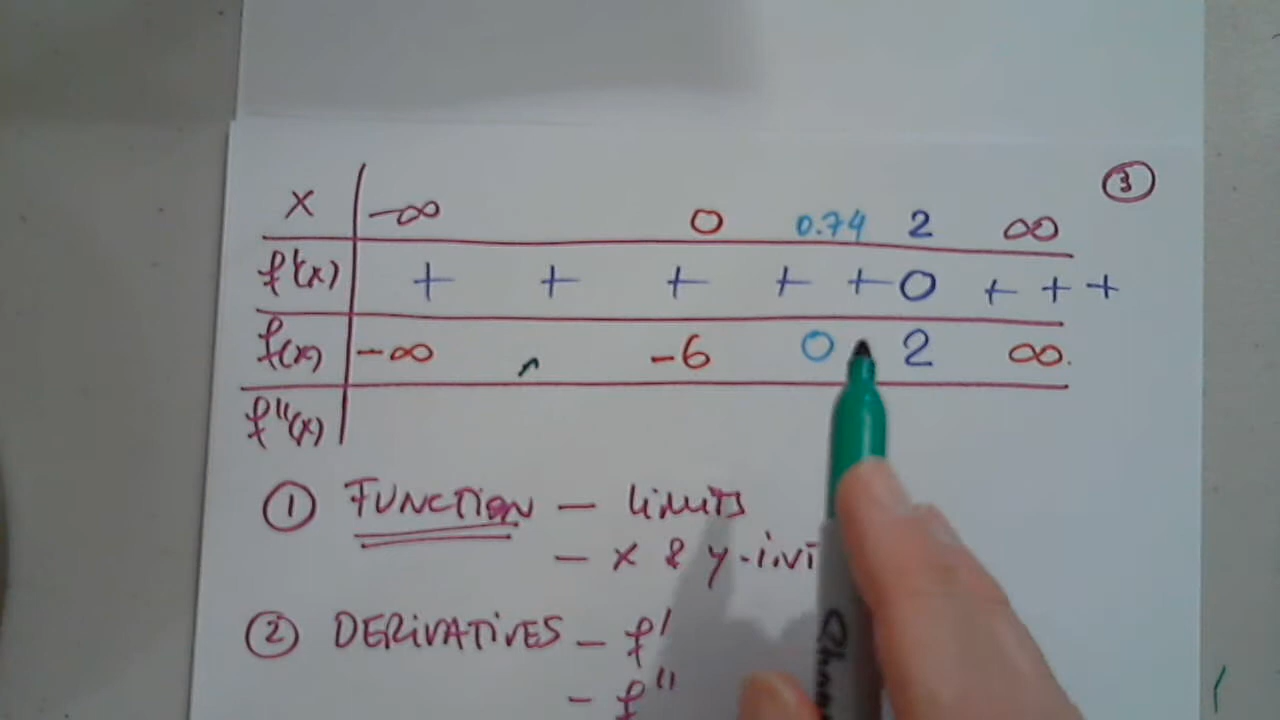 ③
x -∞ 0 0.74 2 ∞
f'(x) + + + + + 0 + + +
f(x) -∞ -6 0 2 ∞.
f''(x)
① FUNCTION - limits
- x & y-int
② DERIVATIVES - f'
- f''